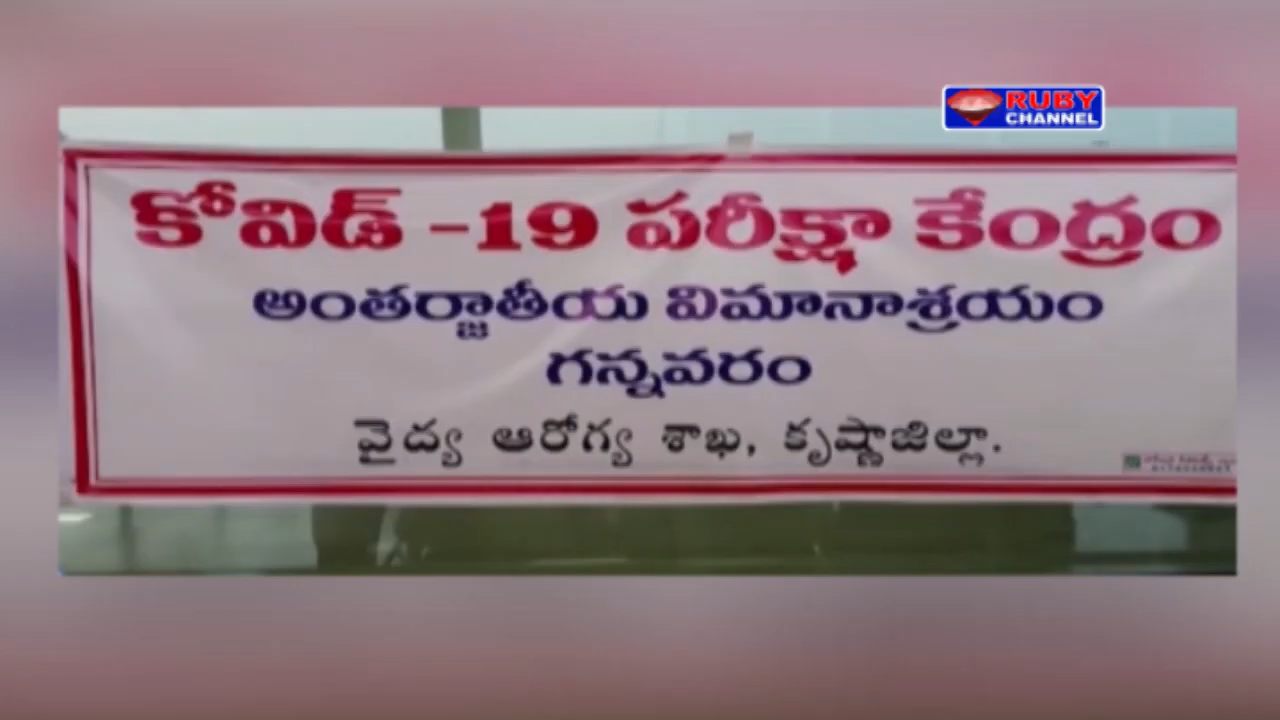 RUBY
CHANNEL
కోవిడ్ -19 పరీక్షా కేంద్రం
అంతర్జాతీయ విమానాశ్రయం
గన్నవరం
వైద్య ఆరోగ్య శాఖ, కృష్ణాజిల్లా.